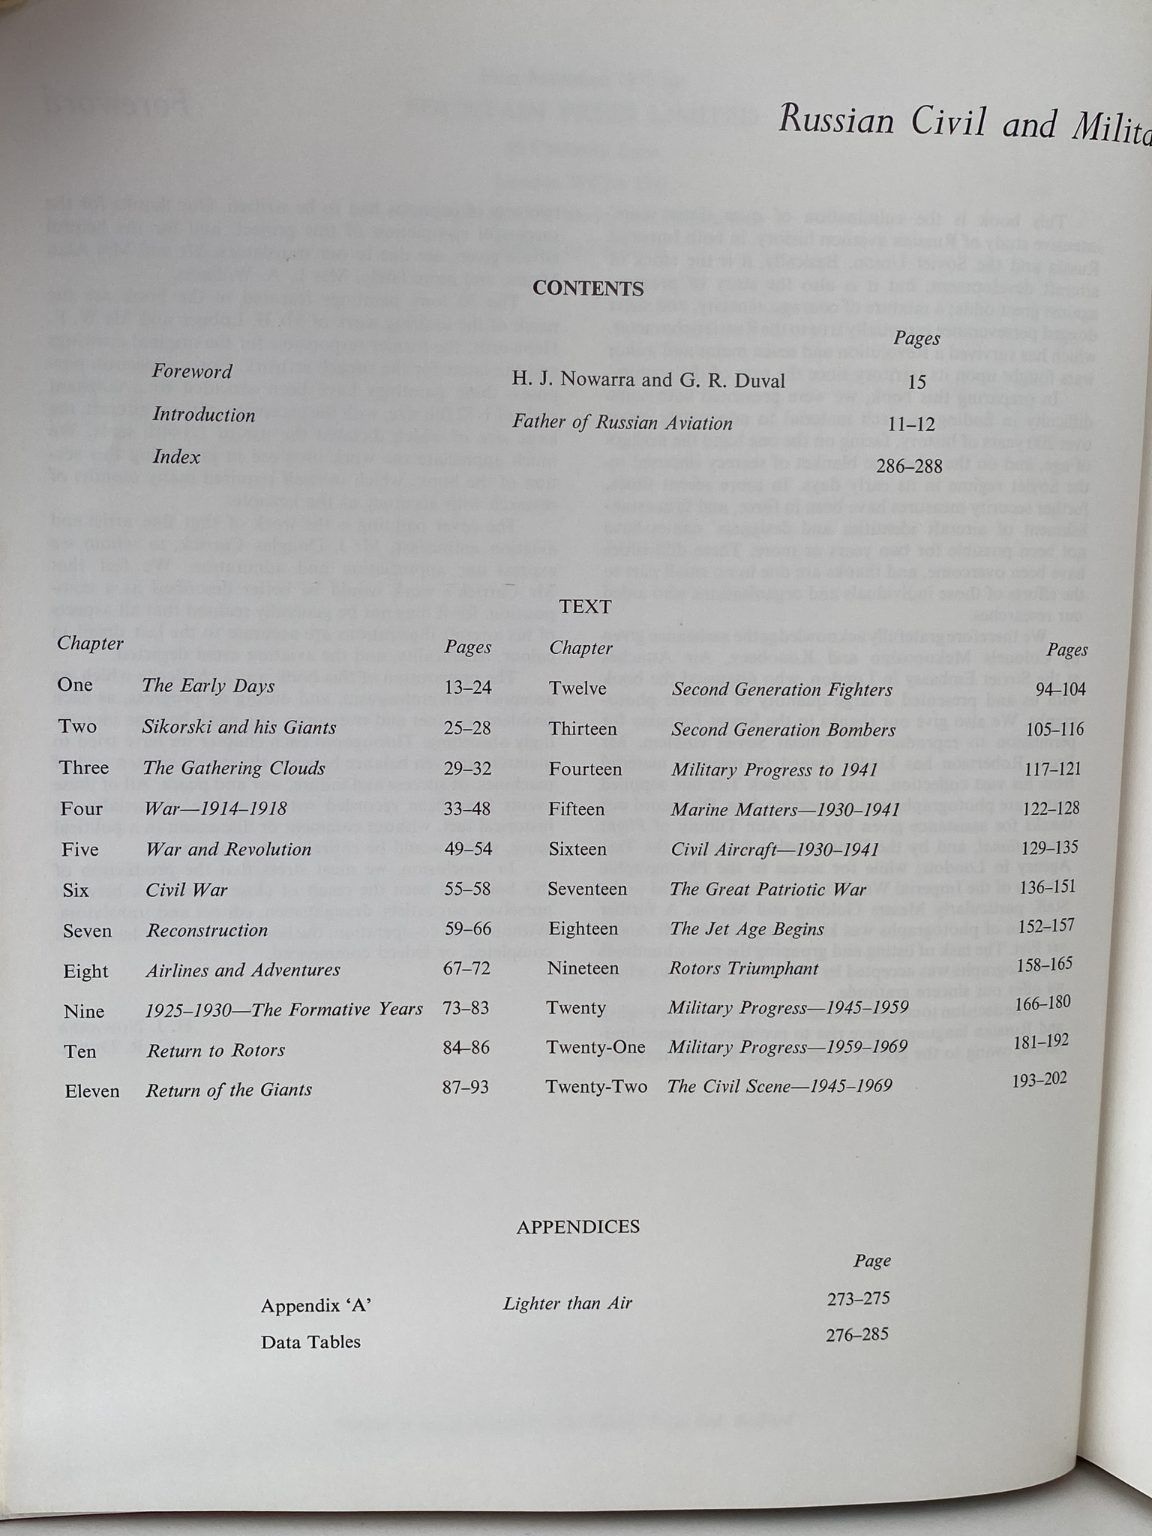 Russian Civil and Milita
CONTENTS
Pages
Foreword H. J. Nowarra and G. R. Duval 15
Introduction Father of Russian Aviation 11–12
Index 286–288
TEXT
Chapter Pages Chapter Pages
One The Early Days 13–24 Twelve Second Generation Fighters 94–104
Two Sikorski and his Giants 25–28 Thirteen Second Generation Bombers 105–116
Three The Gathering Clouds 29–32 Fourteen Military Progress to 1941 117–121
Four War—1914–1918 33–48 Fifteen Marine Matters—1930–1941 122–128
Five War and Revolution 49–54 Sixteen Civil Aircraft—1930–1941 129–135
Six Civil War 55–58 Seventeen The Great Patriotic War 136–151
Seven Reconstruction 59–66 Eighteen The Jet Age Begins 152–157
Eight Airlines and Adventures 67–72 Nineteen Rotors Triumphant 158–165
Nine 1925–1930—The Formative Years 73–83 Twenty Military Progress—1945–1959 166–180
Ten Return to Rotors 84–86 Twenty-One Military Progress—1959–1969 181–192
Eleven Return of the Giants 87–93 Twenty-Two The Civil Scene—1945–1969 193–202
APPENDICES
Page
Appendix ‘A’ Lighter than Air 273–275
Data Tables 276–285